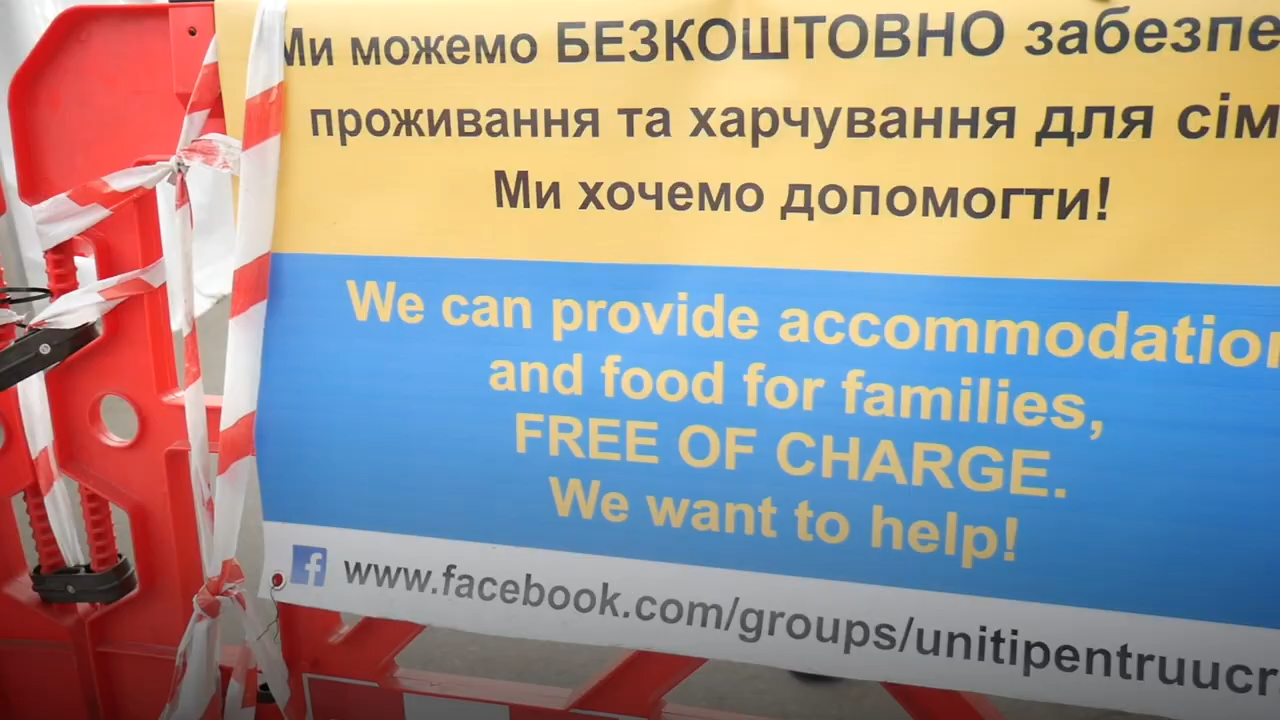 Ми можемо БЕЗКОШТОВНО забезпе
проживання та харчування для сім
Ми хочемо допомогти!
We can provide accommodation
and food for families,
FREE OF CHARGE.
We want to help!
f www.facebook.com/groups/unitipentruucr